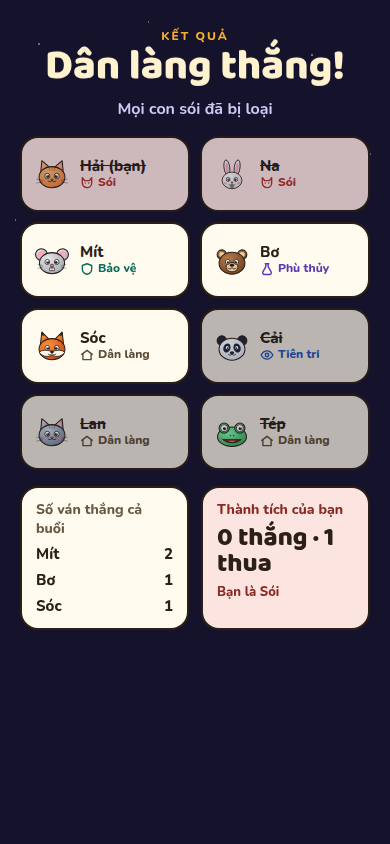 KẾT QUẢ
Dân làng thắng!
Mọi con sói đã bị loại
Hải (bạn)
Sói
Na
Sói
Mít
Bảo vệ
Bơ
Phù thủy
Sóc
Dân làng
Cải
Tiên tri
Lan
Dân làng
Tép
Dân làng
Số ván thắng cả
buổi
Mít 2
Bơ 1
Sóc 1
Thành tích của bạn
0 thắng · 1
thua
Bạn là Sói